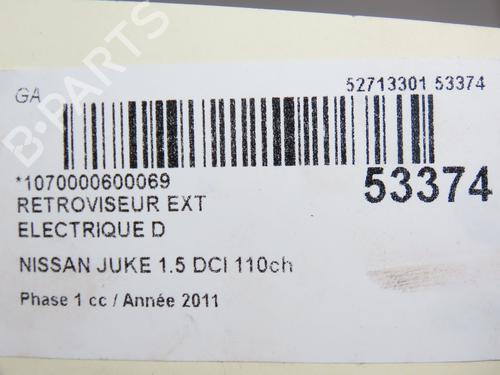 GA
52713301 53374
*1070000600069
53374
RETROVISEUR EXT
ELECTRIQUE D
NISSAN JUKE 1.5 DCI 110ch
Phase 1 cc / Année 2011
B-PARTS